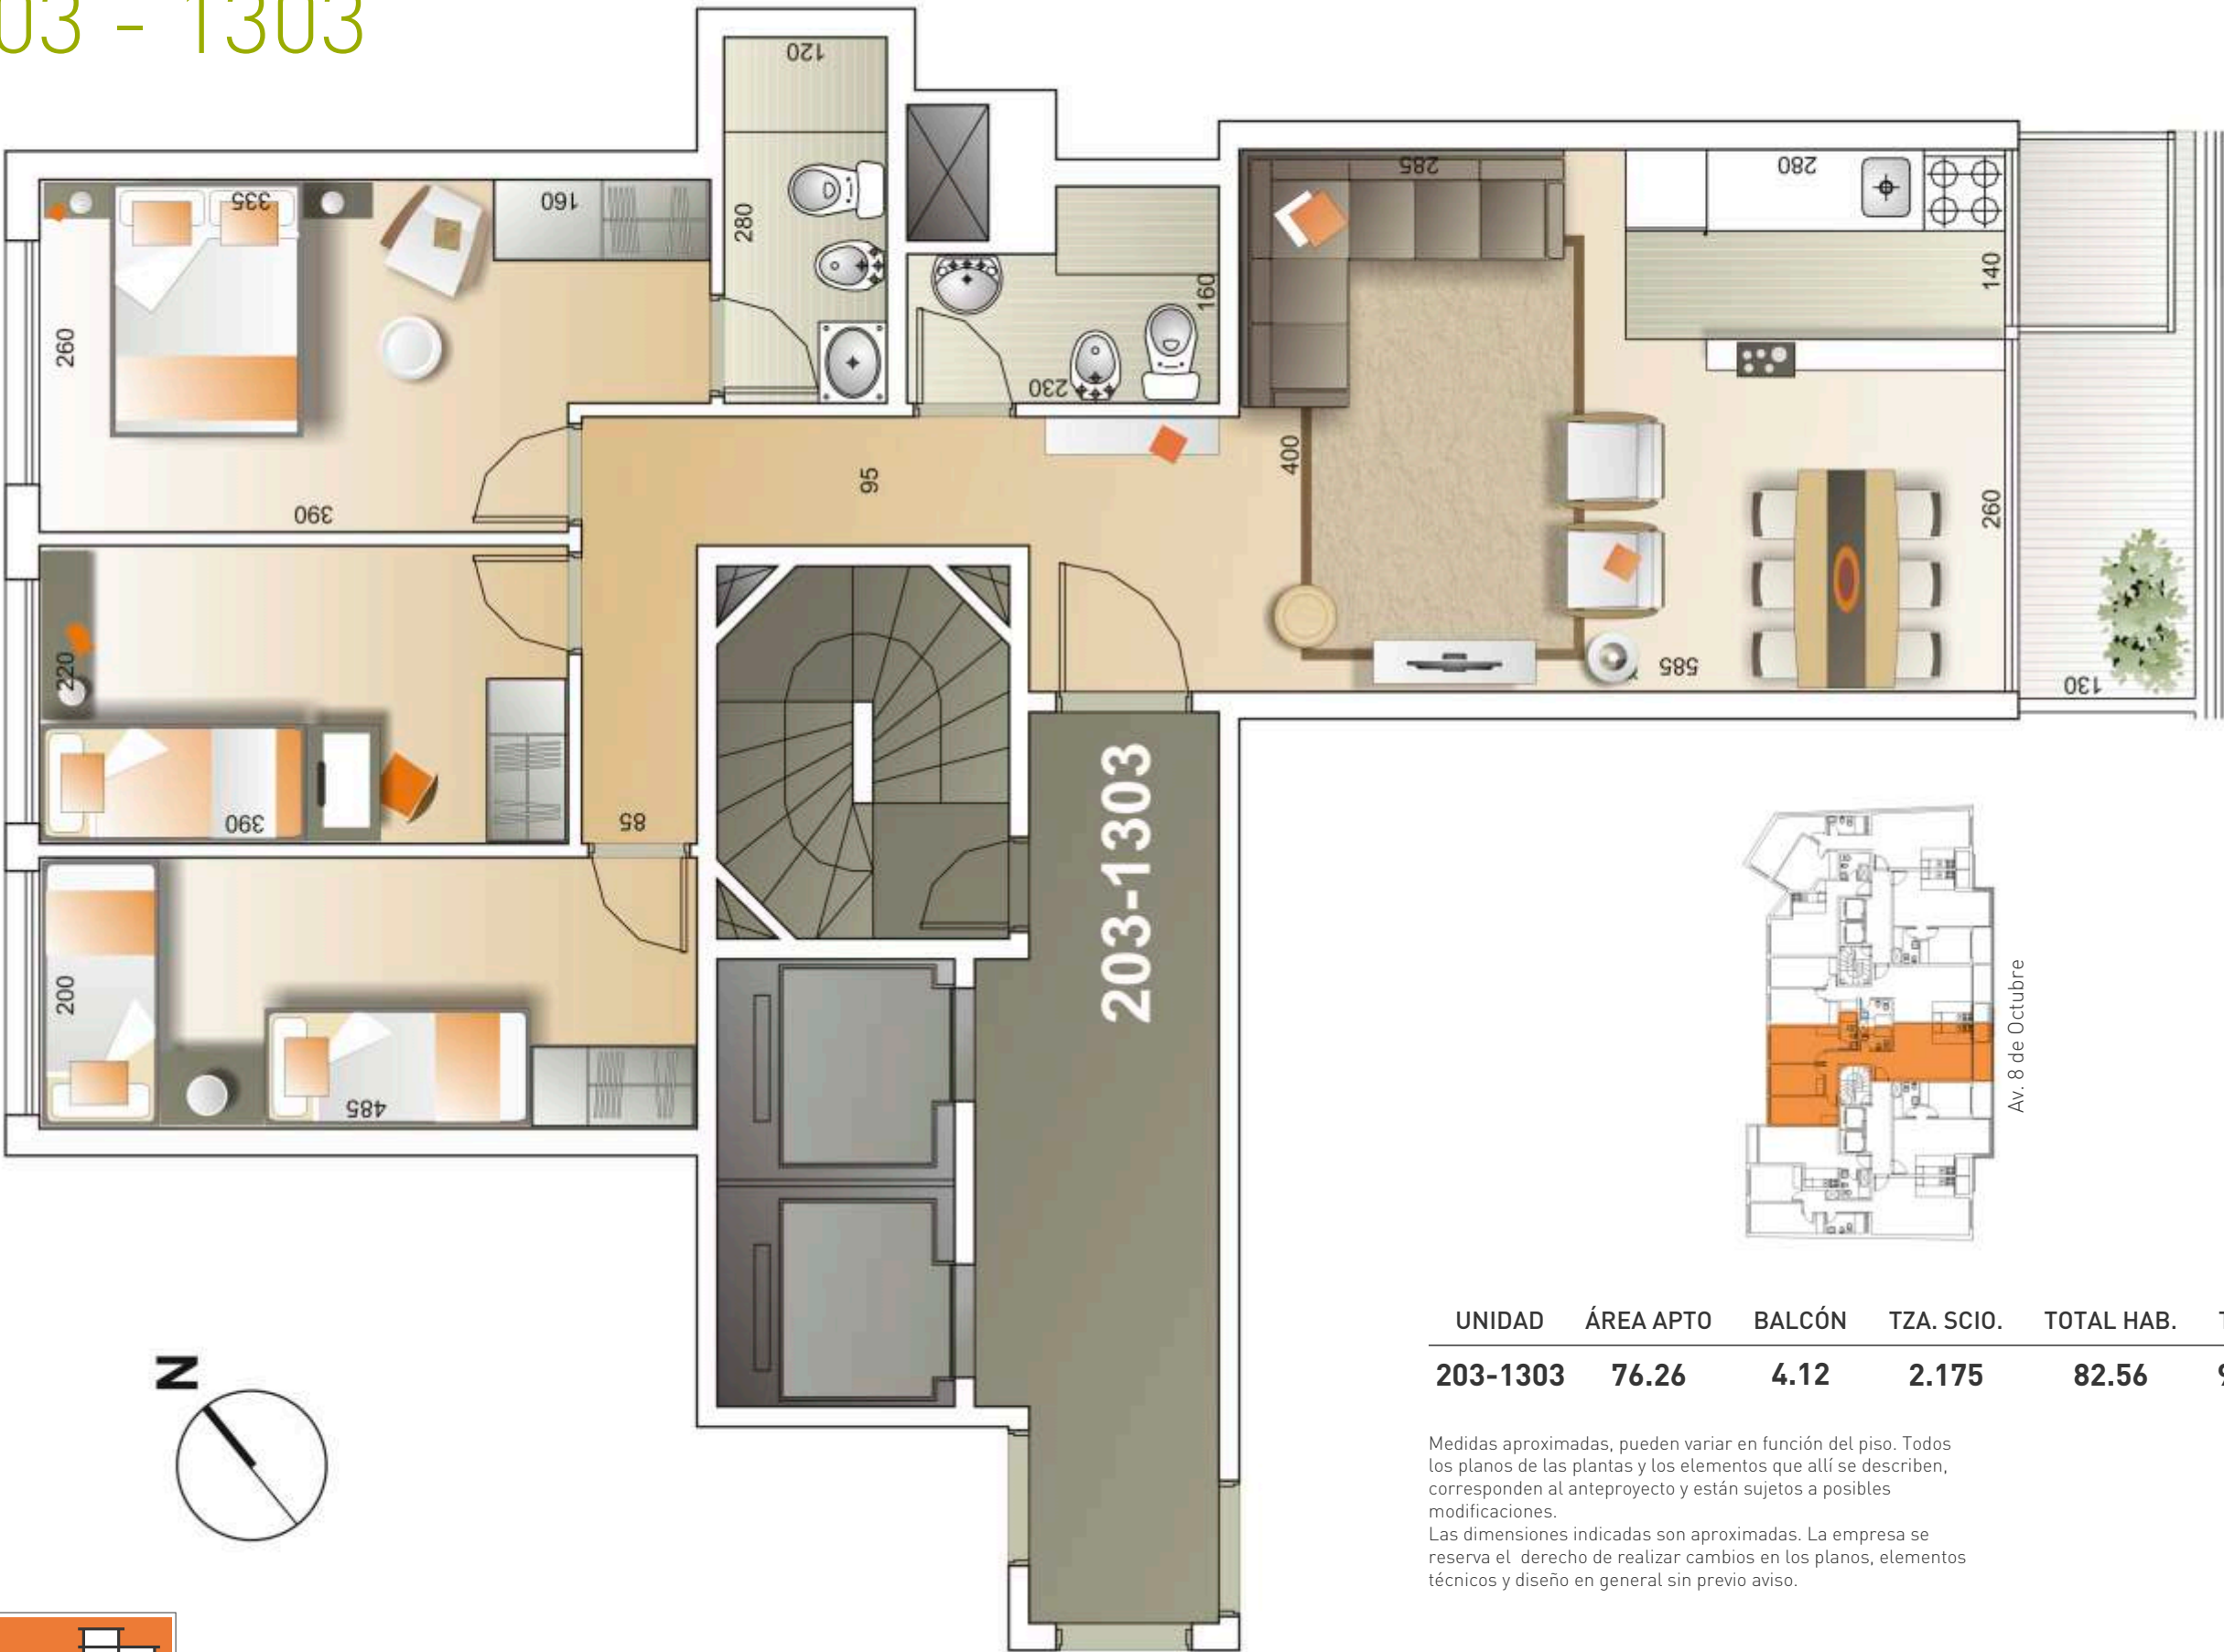 03 - 1303
120
335
160
280
285
280
260
160
140
230
390
95
400
260
220
585
130
390
85
203-1303
200
485
Av. 8 de Octubre
N
UNIDAD ÁREA APTO BALCÓN TZA. SCIO. TOTAL HAB.
203-1303 76.26 4.12 2.175 82.56
Medidas aproximadas, pueden variar en función del piso. Todos
los planos de las plantas y los elementos que allí se describen,
corresponden al anteproyecto y están sujetos a posibles
modificaciones.
Las dimensiones indicadas son aproximadas. La empresa se
reserva el derecho de realizar cambios en los planos, elementos
técnicos y diseño en general sin previo aviso.